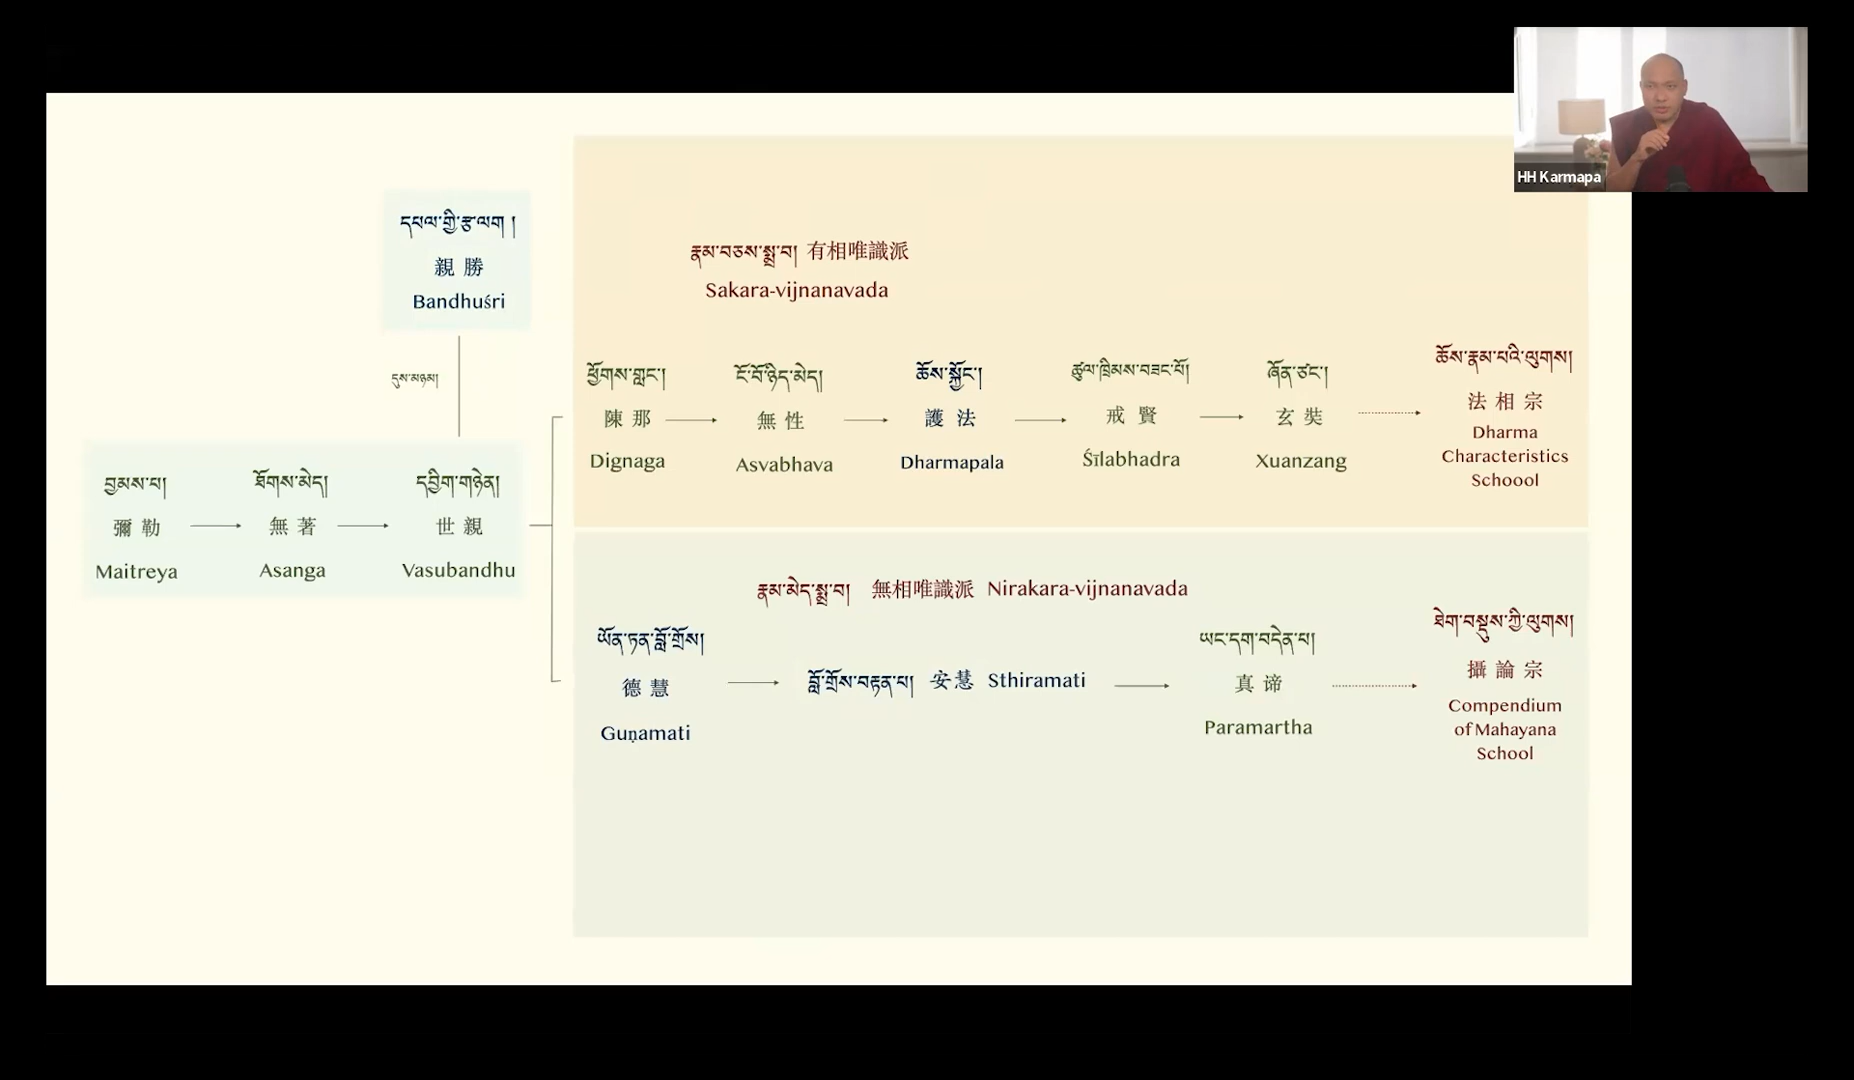 HH Karmapa
དཔལ་གྱི་རྩ་ལག །
親 勝
Bandhuśri
དུས་མཉམ།
བྱམས་པ།
彌 勒
Maitreya
ཐོགས་མེད།
無 著
Asanga
དབྱིག་གཉེན།
世 親
Vasubandhu
རྣམ་བཅས་སྨྲ་བ། 有相唯識派
Sakara-vijnanavada
ཕྱོགས་གླང་།
陳 那
Dignaga
ངོ་བོ་ཉིད་མེད།
無 性
Asvabhava
ཆོས་སྐྱོང་།
護 法
Dharmapala
ཚུལ་ཁྲིམས་བཟང་པོ།
戒 賢
Śīlabhadra
ཞོན་ཙང་།
玄 奘
Xuanzang
ཆོས་རྣམ་པའི་ལུགས།
法 相 宗
Dharma
Characteristics
Schoool
རྣམ་མེད་སྨྲ་བ། 無相唯識派 Nirakara-vijnanavada
ཡོན་ཏན་བློ་གྲོས།
德 慧
Guṇamati
བློ་གྲོས་བརྟན་པ། 安慧 Sthiramati
ཡང་དག་བདེན་པ།
真 谛
Paramartha
ཐེག་བསྡུས་ཀྱི་ལུགས།
攝 論 宗
Compendium
of Mahayana
School